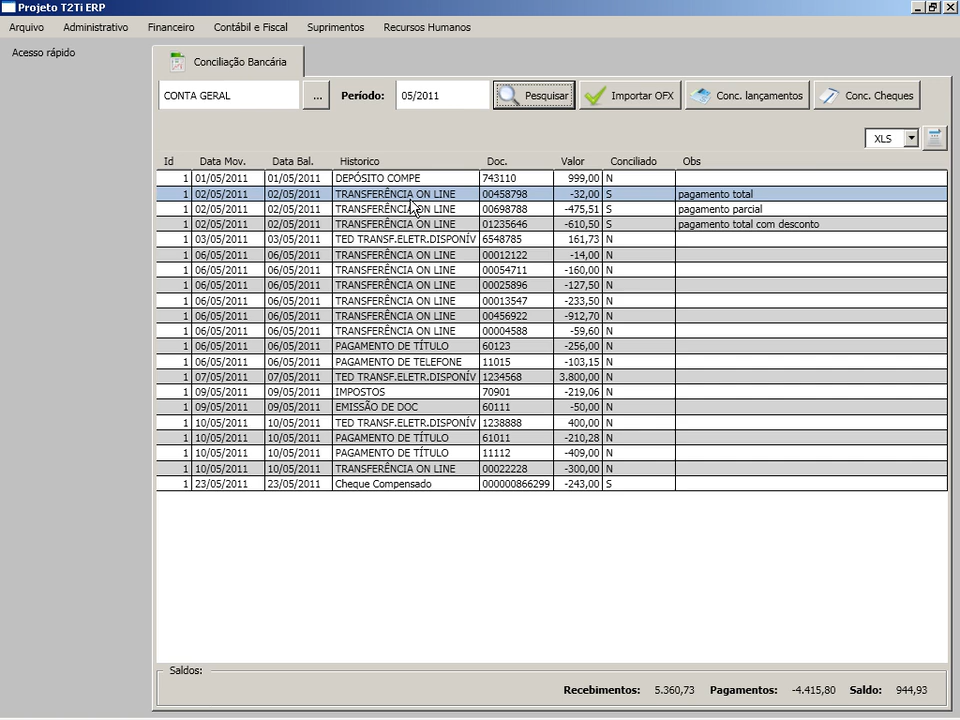 Projeto T2Ti ERP
Arquivo Administrativo Financeiro Contábil e Fiscal Suprimentos Recursos Humanos
Acesso rápido
Conciliação Bancária
CONTA GERAL ... Período: 05/2011 Pesquisar Importar OFX Conc. lançamentos Conc. Cheques
XLS
Id Data Mov. Data Bal. Historico Doc. Valor Conciliado Obs
1 01/05/2011 01/05/2011 DEPÓSITO COMPE 743110 999,00 N
1 02/05/2011 02/05/2011 TRANSFERÊNCIA ON LINE 00458798 -32,00 S pagamento total
1 02/05/2011 02/05/2011 TRANSFERÊNCIA ON LINE 00698788 -475,51 S pagamento parcial
1 02/05/2011 02/05/2011 TRANSFERÊNCIA ON LINE 01235646 -610,50 S pagamento total com desconto
1 03/05/2011 03/05/2011 TED TRANSF.ELETR.DISPONÍV 6548785 161,73 N
1 06/05/2011 06/05/2011 TRANSFERÊNCIA ON LINE 00012122 -14,00 N
1 06/05/2011 06/05/2011 TRANSFERÊNCIA ON LINE 00054711 -160,00 N
1 06/05/2011 06/05/2011 TRANSFERÊNCIA ON LINE 00025896 -127,50 N
1 06/05/2011 06/05/2011 TRANSFERÊNCIA ON LINE 00013547 -233,50 N
1 06/05/2011 06/05/2011 TRANSFERÊNCIA ON LINE 00456922 -912,70 N
1 06/05/2011 06/05/2011 TRANSFERÊNCIA ON LINE 00004588 -59,60 N
1 06/05/2011 06/05/2011 PAGAMENTO DE TÍTULO 60123 -256,00 N
1 06/05/2011 06/05/2011 PAGAMENTO DE TELEFONE 11015 -103,15 N
1 07/05/2011 07/05/2011 TED TRANSF.ELETR.DISPONÍV 1234568 3.800,00 N
1 09/05/2011 09/05/2011 IMPOSTOS 70901 -219,06 N
1 09/05/2011 09/05/2011 EMISSÃO DE DOC 60111 -50,00 N
1 10/05/2011 10/05/2011 TED TRANSF.ELETR.DISPONÍV 1238888 400,00 N
1 10/05/2011 10/05/2011 PAGAMENTO DE TÍTULO 61011 -210,28 N
1 10/05/2011 10/05/2011 PAGAMENTO DE TÍTULO 11112 -409,00 N
1 10/05/2011 10/05/2011 TRANSFERÊNCIA ON LINE 00022228 -300,00 N
1 23/05/2011 23/05/2011 Cheque Compensado 000000866299 -243,00 S
Saldos:
Recebimentos: 5.360,73 Pagamentos: -4.415,80 Saldo: 944,93